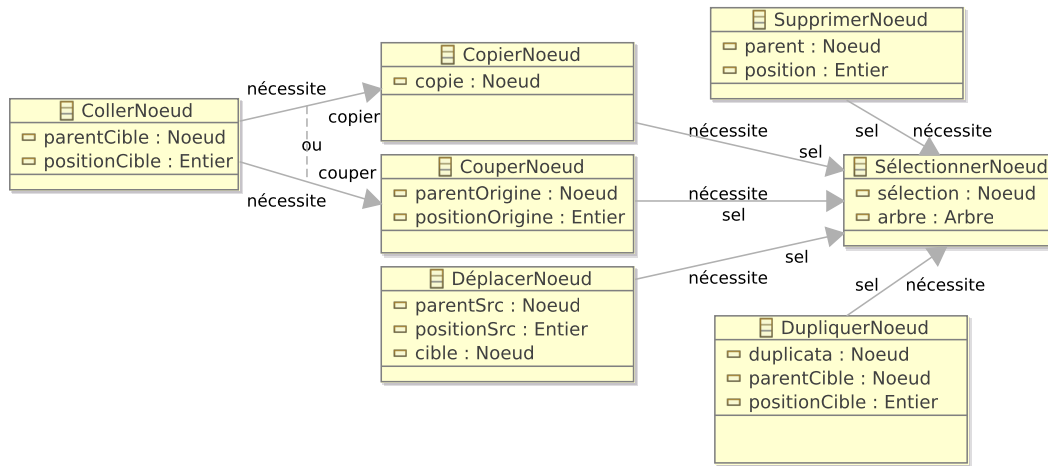 CollerNoeud
parentCible : Noeud
positionCible : Entier
nécessite
copier
ou
couper
nécessite
CopierNoeud
copie : Noeud
CouperNoeud
parentOrigine : Noeud
positionOrigine : Entier
DéplacerNoeud
parentSrc : Noeud
positionSrc : Entier
cible : Noeud
SupprimerNoeud
parent : Noeud
position : Entier
sel
nécessite
nécessite
sel
nécessite
sel
sel
nécessite
SélectionnerNoeud
sélection : Noeud
arbre : Arbre
sel
nécessite
DupliquerNoeud
duplicata : Noeud
parentCible : Noeud
positionCible : Entier